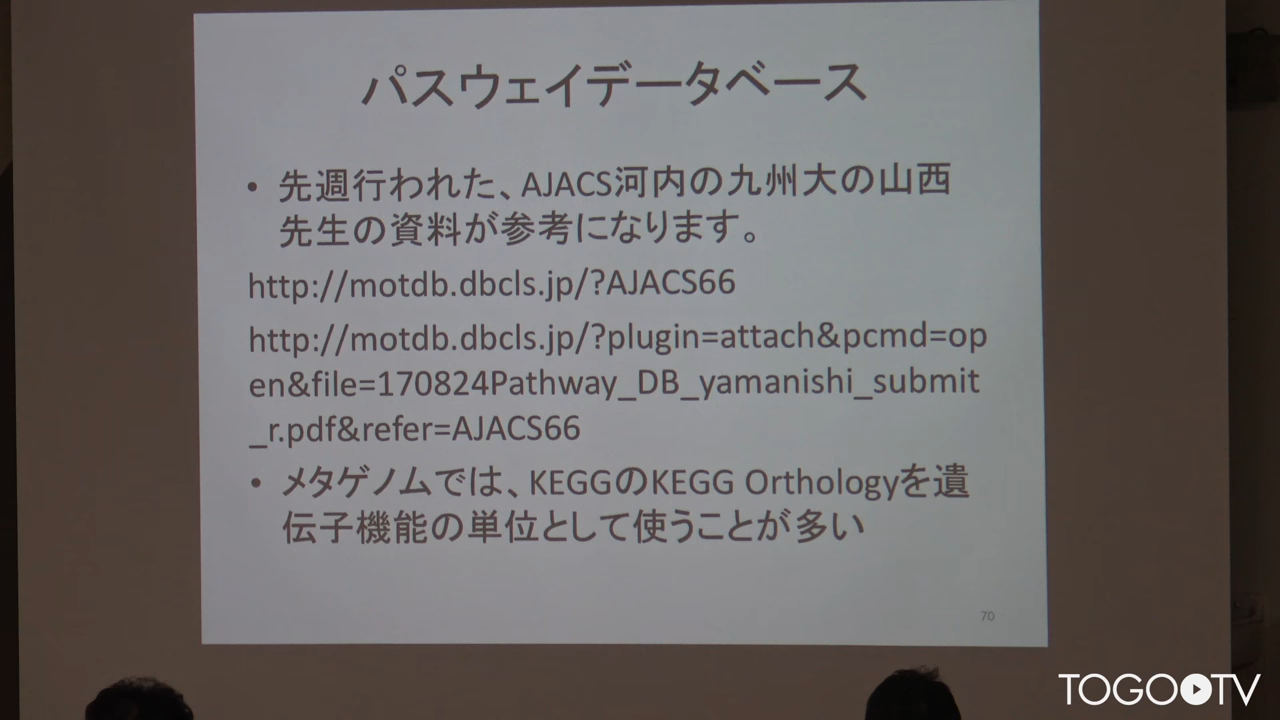 パスウェイデータベース
• 先週行われた、AJACS河内の九州大の山西
先生の資料が参考になります。
http://motdb.dbcls.jp/?AJACS66
http://motdb.dbcls.jp/?plugin=attach&pcmd=op
en&file=170824Pathway_DB_yamanishi_submit
_r.pdf&refer=AJACS66
• メタゲノムでは、KEGGのKEGG Orthologyを遺
伝子機能の単位として使うことが多い
70
TOGO TV